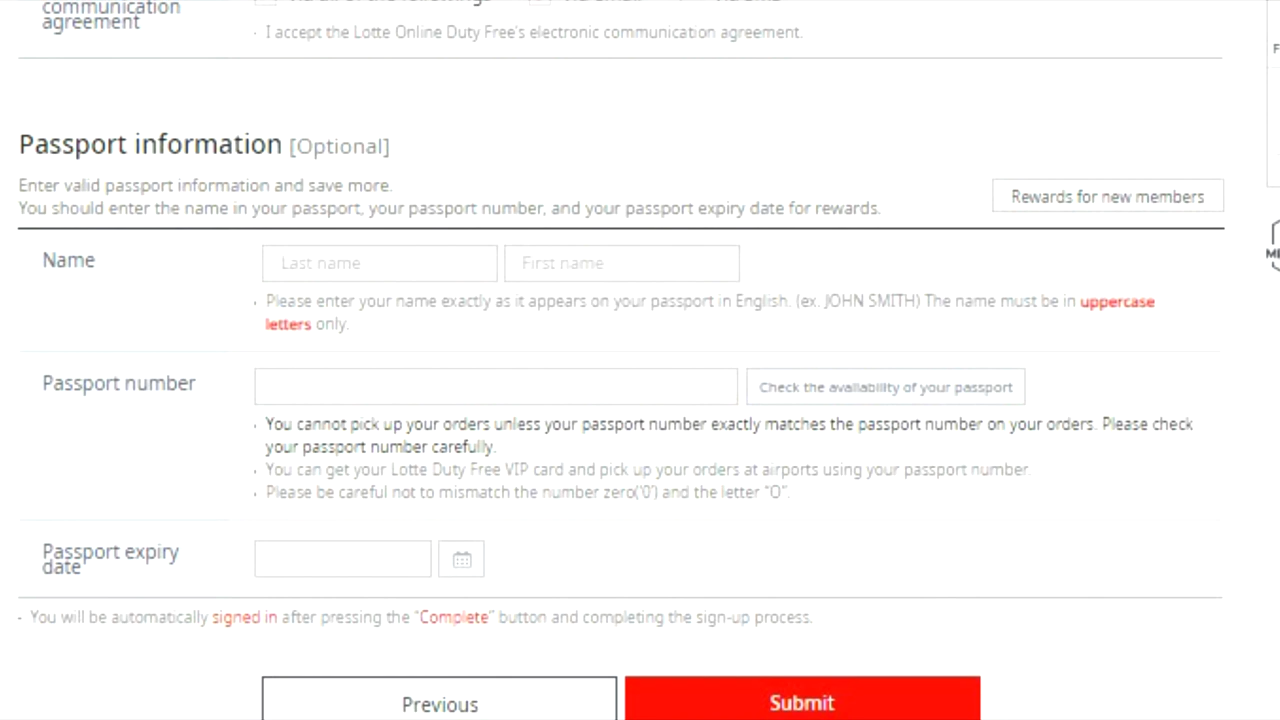 communication
agreement
I accept the Lotte Online Duty Free's electronic communication agreement.
Passport information [Optional]
Enter valid passport information and save more.
You should enter the name in your passport, your passport number, and your passport expiry date for rewards.
Rewards for new members
Name
Last name
First name
Please enter your name exactly as it appears on your passport in English. (ex. JOHN SMITH) The name must be in uppercase
letters only.
Passport number
Check the availability of your passport
You cannot pick up your orders unless your passport number exactly matches the passport number on your orders. Please check
your passport number carefully.
You can get your Lotte Duty Free VIP card and pick up your orders at airports using your passport number.
Please be careful not to mismatch the number zero('0') and the letter "O".
Passport expiry
date
- You will be automatically signed in after pressing the "Complete" button and completing the sign-up process.
Previous
Submit